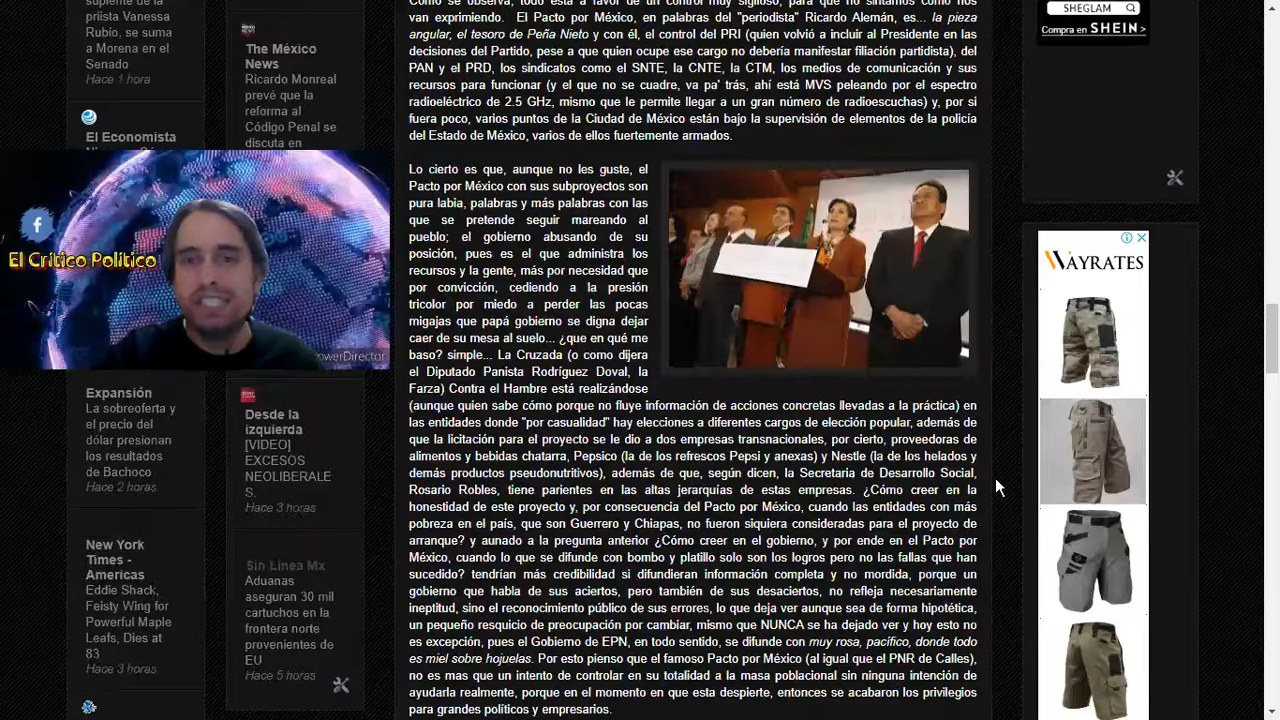 suplente de la
priista Vanessa
Rubio, se suma
a Morena en el
Senado
Hace 1 hora
El Economista
The México
News
Ricardo Monreal
prevé que la
reforma al
Código Penal se
discuta en
El Crítico Político
PowerDirector
Expansión
La sobreoferta y
el precio del
dólar presionan
los resultados
de Bachoco
Hace 2 horas
New York
Times -
Americas
Eddie Shack,
Feisty Wing for
Powerful Maple
Leafs, Dies at
83
Hace 3 horas
Desde la
izquierda
[VIDEO]
EXCESOS
NEOLIBERALE
S.
Hace 3 horas
Sin Línea Mx
Aduanas
aseguran 30 mil
cartuchos en la
frontera norte
provenientes de
EU
Hace 5 horas
Como se observa, todo está a favor de un control muy sigiloso, para que no sintamos como nos
van exprimiendo. El Pacto por México, en palabras del "periodista" Ricardo Alemán, es... la pieza
angular, el tesoro de Peña Nieto y con él, el control del PRI (quien volvió a incluir al Presidente en las
decisiones del Partido, pese a que quien ocupe ese cargo no debería manifestar filiación partidista), del
PAN y el PRD, los sindicatos como el SNTE, la CNTE, la CTM, los medios de comunicación y sus
recursos para funcionar (y el que no se cuadre, va pa' trás, ahí está MVS peleando por el espectro
radioeléctrico de 2.5 GHz, mismo que le permite llegar a un gran número de radioescuchas) y, por si
fuera poco, varios puntos de la Ciudad de México están bajo la supervisión de elementos de la policía
del Estado de México, varios de ellos fuertemente armados.
Lo cierto es que, aunque no les guste, el
Pacto por México con sus subproyectos son
pura labia, palabras y más palabras con las
que se pretende seguir mareando al
pueblo; el gobierno abusando de su
posición, pues es el que administra los
recursos y la gente, más por necesidad que
por convicción, cediendo a la presión
tricolor por miedo a perder las pocas
migajas que papá gobierno se digna dejar
caer de su mesa al suelo... ¿que en qué me
baso? simple... La Cruzada (o como dijera
el Diputado Panista Rodríguez Doval, la
Farza) Contra el Hambre está realizándose
(aunque quien sabe cómo porque no fluye información de acciones concretas llevadas a la práctica) en
las entidades donde "por casualidad" hay elecciones a diferentes cargos de elección popular, además de
que la licitación para el proyecto se le dio a dos empresas transnacionales, por cierto, proveedoras de
alimentos y bebidas chatarra, Pepsico (la de los refrescos Pepsi y anexas) y Nestle (la de los helados y
demás productos pseudonutritivos), además de que, según dicen, la Secretaria de Desarrollo Social,
Rosario Robles, tiene parientes en las altas jerarquías de estas empresas. ¿Cómo creer en la
honestidad de este proyecto y, por consecuencia del Pacto por México, cuando las entidades con más
pobreza en el país, que son Guerrero y Chiapas, no fueron siquiera consideradas para el proyecto de
arranque? y aunado a la pregunta anterior ¿Cómo creer en el gobierno, y por ende en el Pacto por
México, cuando lo que se difunde con bombo y platillo solo son los logros pero no las fallas que han
sucedido? tendrían más credibilidad si difundieran información completa y no mordida, porque un
gobierno que habla de sus aciertos, pero también de sus desaciertos, no refleja necesariamente
ineptitud, sino el reconocimiento público de sus errores, lo que deja ver aunque sea de forma hipotética,
un pequeño resquicio de preocupación por cambiar, mismo que NUNCA se ha dejado ver y hoy esto no
es excepción, pues el Gobierno de EPN, en todo sentido, se difunde con muy rosa, pacífico, donde todo
es miel sobre hojuelas. Por esto pienso que el famoso Pacto por México (al igual que el PNR de Calles),
no es mas que un intento de controlar en su totalidad a la masa poblacional sin ninguna intención de
ayudarla realmente, porque en el momento en que esta despierte, entonces se acabaron los privilegios
para grandes políticos y empresarios.
SHEGLAM
Compra en SHEIN >
WAYRATES